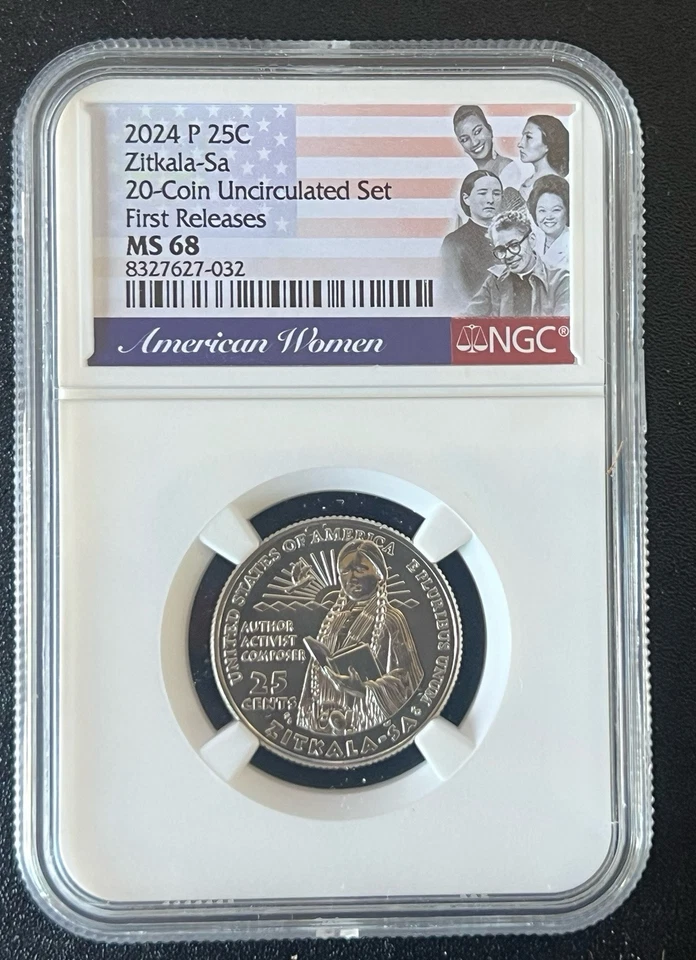 2024 P 25C
Zitkala-Sa
20-Coin Uncirculated Set
First Releases
MS 68
8327627-032
American Women
NGC®
UNITED STATES OF AMERICA
E PLURIBUS UNUM
AUTHOR
ACTIVIST
COMPOSER
25
CENTS
ZITKALA-ŠA